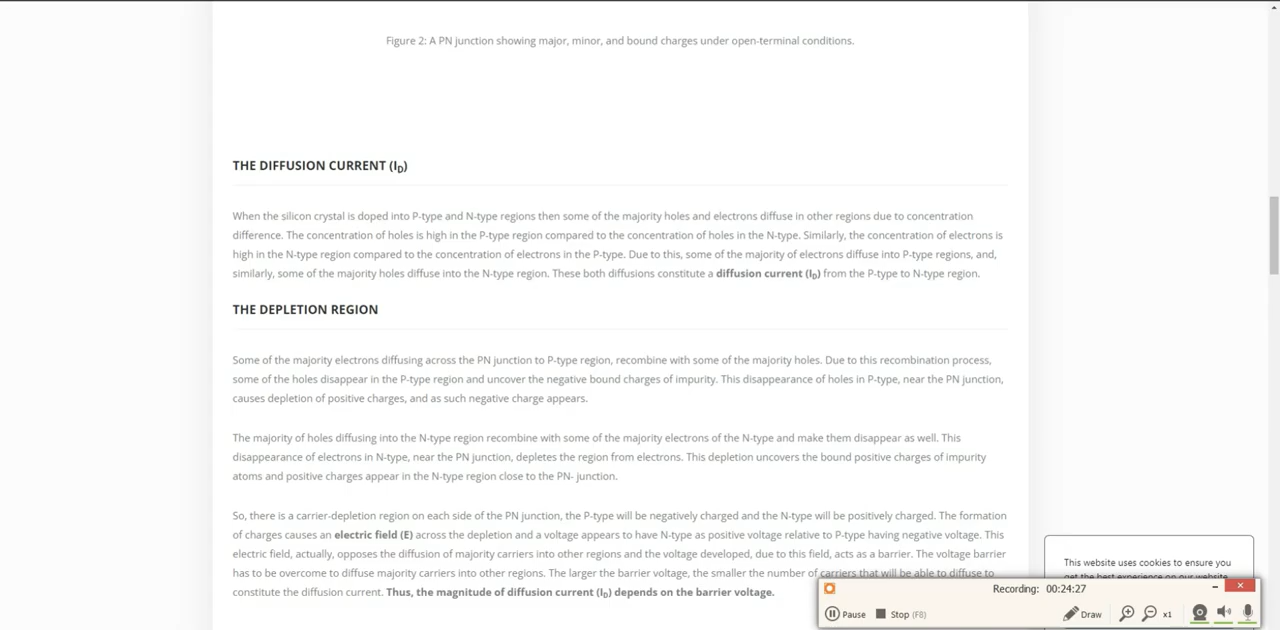 Figure 2: A PN junction showing major, minor, and bound charges under open-terminal conditions.
THE DIFFUSION CURRENT (ID)
When the silicon crystal is doped into P-type and N-type regions then some of the majority holes and electrons diffuse in other regions due to concentration
difference. The concentration of holes is high in the P-type region compared to the concentration of holes in the N-type. Similarly, the concentration of electrons is
high in the N-type region compared to the concentration of electrons in the P-type. Due to this, some of the majority of electrons diffuse into P-type regions, and,
similarly, some of the majority holes diffuse into the N-type region. These both diffusions constitute a diffusion current (ID) from the P-type to N-type region.
THE DEPLETION REGION
Some of the majority electrons diffusing across the PN junction to P-type region, recombine with some of the majority holes. Due to this recombination process,
some of the holes disappear in the P-type region and uncover the negative bound charges of impurity. This disappearance of holes in P-type, near the PN junction,
causes depletion of positive charges, and as such negative charge appears.
The majority of holes diffusing into the N-type region recombine with some of the majority electrons of the N-type and make them disappear as well. This
disappearance of electrons in N-type, near the PN junction, depletes the region from electrons. This depletion uncovers the bound positive charges of impurity
atoms and positive charges appear in the N-type region close to the PN- junction.
So, there is a carrier-depletion region on each side of the PN junction, the P-type will be negatively charged and the N-type will be positively charged. The formation
of charges causes an electric field (E) across the depletion and a voltage appears to have N-type as positive voltage relative to P-type having negative voltage. This
electric field, actually, opposes the diffusion of majority carriers into other regions and the voltage developed, due to this field, acts as a barrier. The voltage barrier
has to be overcome to diffuse majority carriers into other regions. The larger the barrier voltage, the smaller the number of carriers that will be able to diffuse to
constitute the diffusion current. Thus, the magnitude of diffusion current (ID) depends on the barrier voltage.
This website uses cookies to ensure you
get the best experience on our website
Recording: 00:24:27
Pause
Stop (F8)
Draw
x1